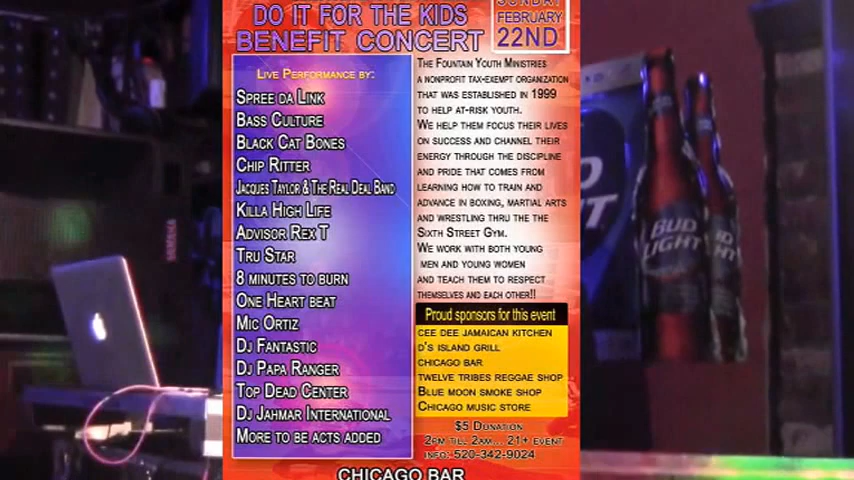 DO IT FOR THE KIDS
BENEFIT CONCERT
SUNDAY
FEBRUARY
22ND
Live Performance by:
Spree da Link
Bass Culture
Black Cat Bones
Chip Ritter
Jacques Taylor & The Real Deal Band
Killa High Life
Advisor Rex T
Tru Star
8 minutes to burn
One Heart beat
Mic Ortiz
Dj Fantastic
Dj Papa Ranger
Top Dead Center
Dj Jahmar International
More to be acts added
The Fountain Youth Ministries
a nonprofit tax-exempt organization
that was established in 1999
to help at-risk youth.
We help them focus their lives
on success and channel their
energy through the discipline
and pride that comes from
learning how to train and
advance in boxing, martial arts
and wrestling thru the the
Sixth Street Gym.
We work with both young
men and young women
and teach them to respect
themselves and each other!!
Proud sponsors for this event
cee dee jamaican kitchen
d's island grill
chicago bar
twelve tribes reggae shop
Blue moon smoke shop
Chicago music store
$5 Donation
2pm till 2am... 21+ event
info: 520-342-9024
CHICAGO BAR
YAMAHA
BUD
LIGHT
BUD
LIGHT